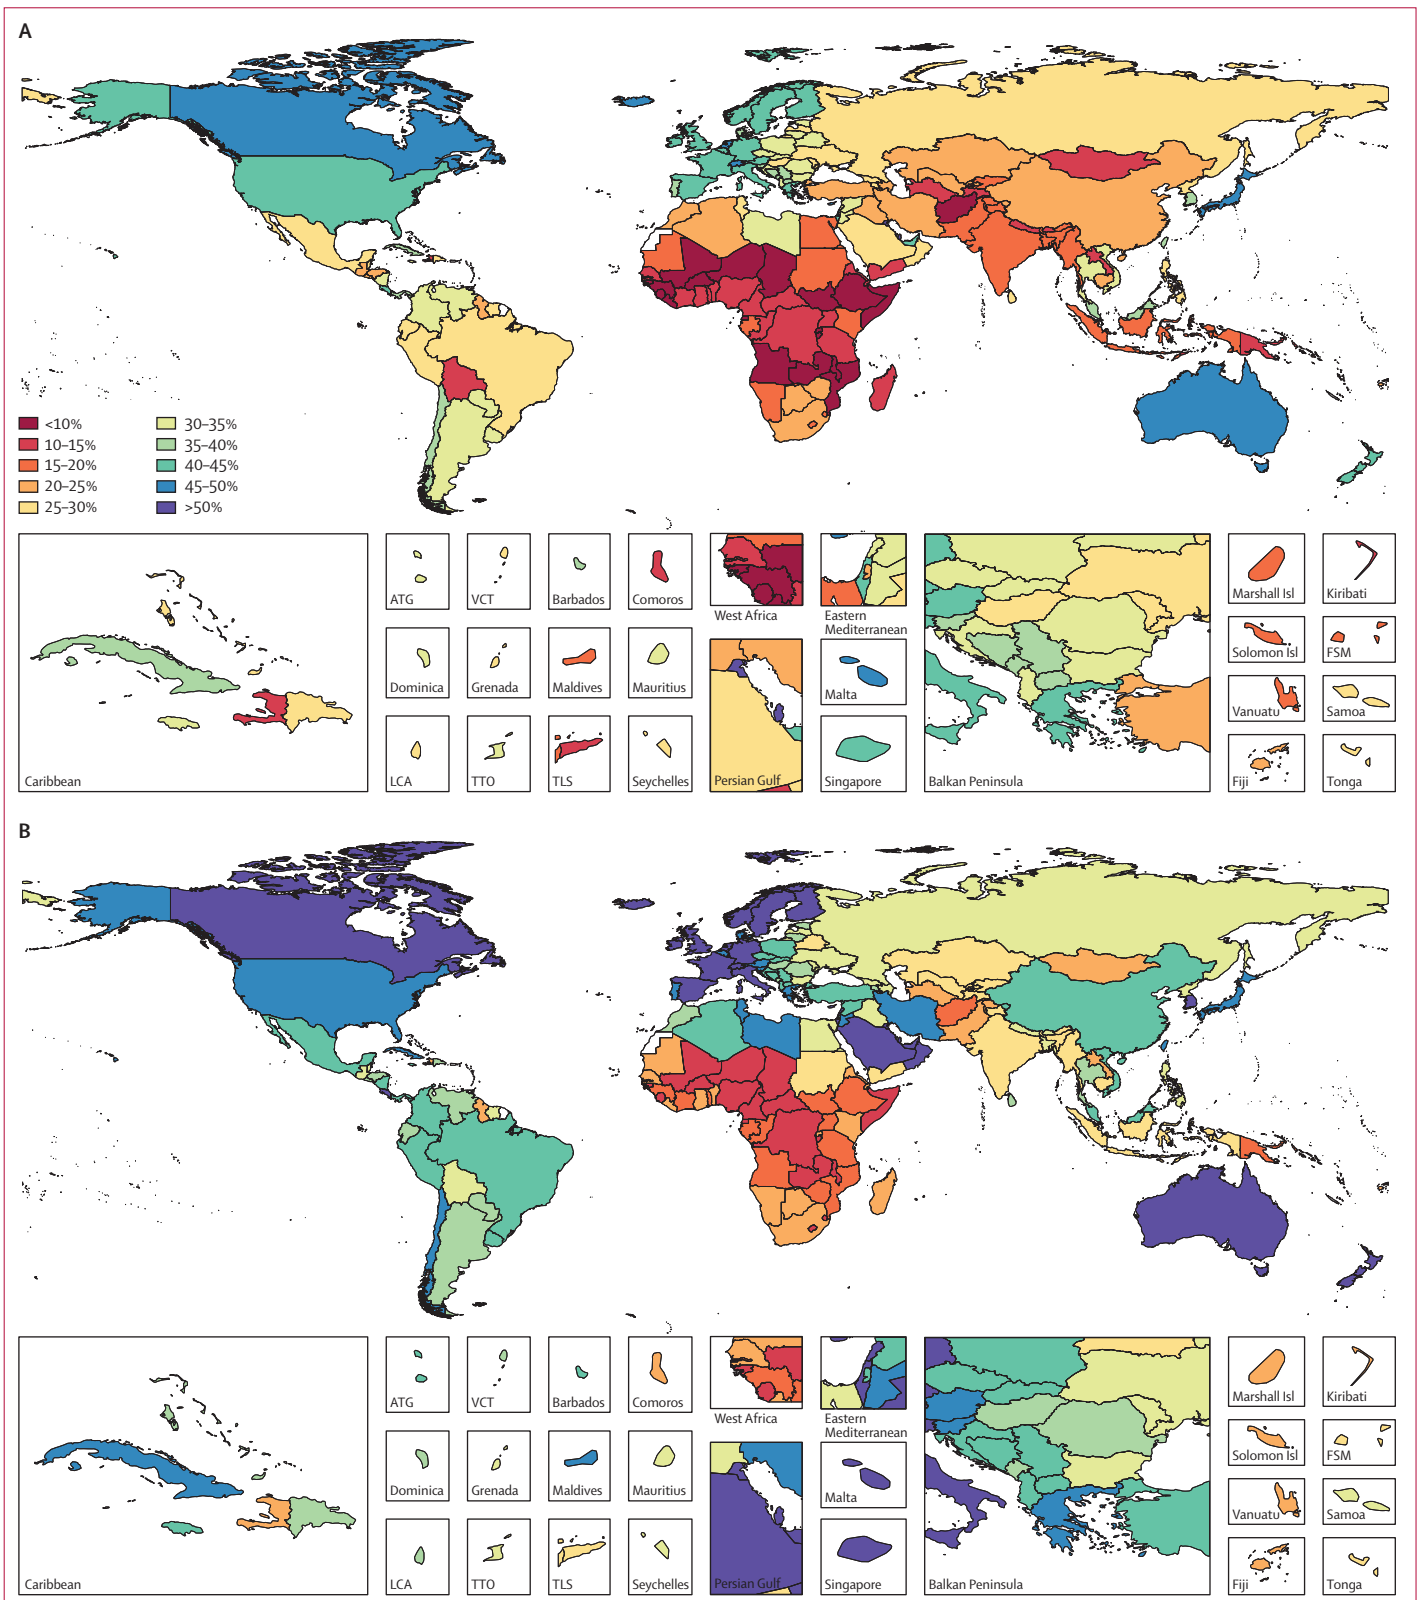 A
<10%
10–15%
15–20%
20–25%
25–30%
30–35%
35–40%
40–45%
45–50%
>50%
Caribbean
ATG
VCT
Barbados
Comoros
Dominica
Grenada
Maldives
Mauritius
LCA
TTO
TLS
Seychelles
West Africa
Eastern
Mediterranean
Persian Gulf
Malta
Singapore
Balkan Peninsula
Marshall Isl
Kiribati
Solomon Isl
FSM
Vanuatu
Samoa
Fiji
Tonga
B
Caribbean
ATG
VCT
Barbados
Comoros
Dominica
Grenada
Maldives
Mauritius
LCA
TTO
TLS
Seychelles
West Africa
Eastern
Mediterranean
Persian Gulf
Malta
Singapore
Balkan Peninsula
Marshall Isl
Kiribati
Solomon Isl
FSM
Vanuatu
Samoa
Fiji
Tonga